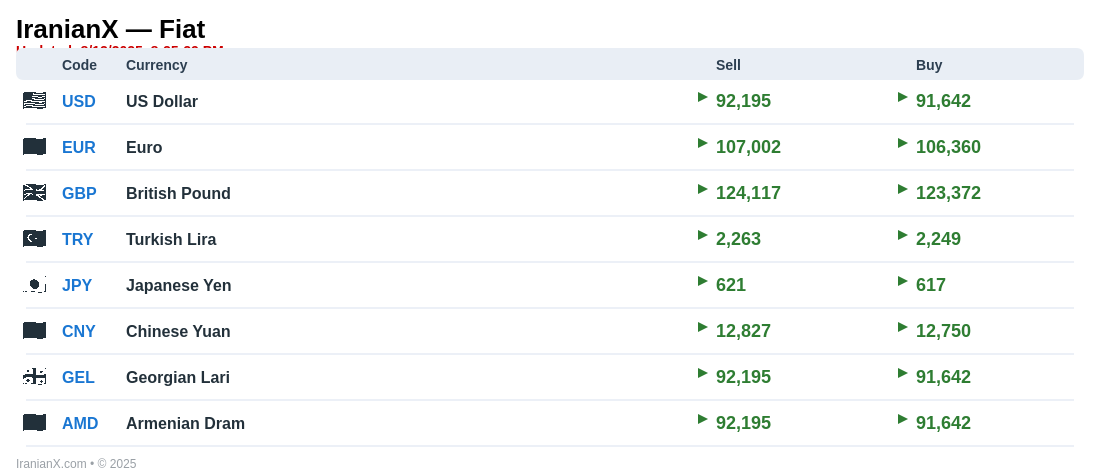 IranianX — Fiat
Code Currency Sell Buy
USD US Dollar 92,195 91,642
EUR Euro 107,002 106,360
GBP British Pound 124,117 123,372
TRY Turkish Lira 2,263 2,249
JPY Japanese Yen 621 617
CNY Chinese Yuan 12,827 12,750
GEL Georgian Lari 92,195 91,642
AMD Armenian Dram 92,195 91,642
IranianX.com • © 2025